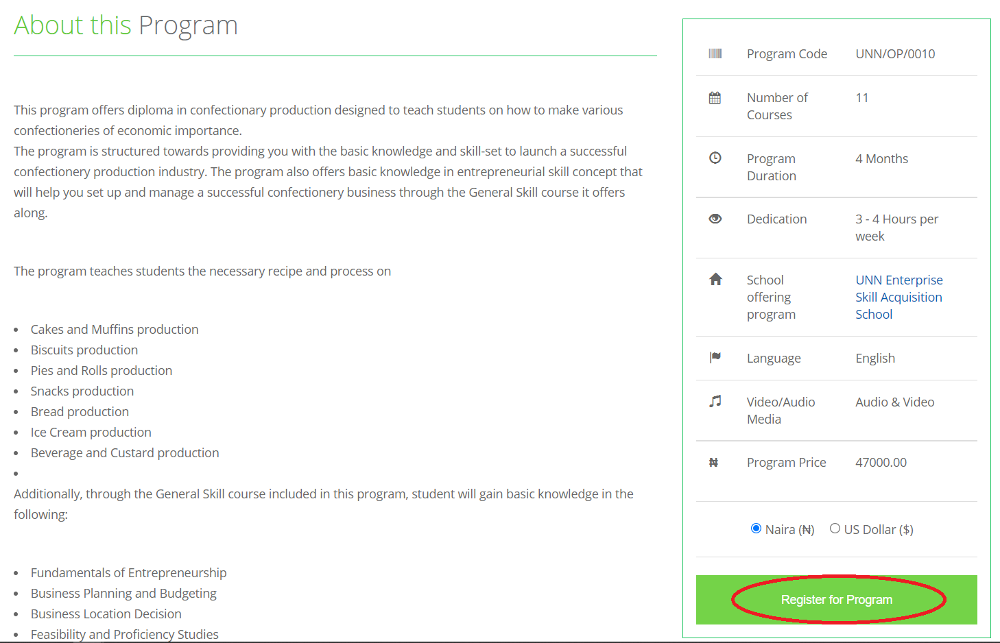 About this Program
This program offers diploma in confectionary production designed to teach students on how to make various
confectioneries of economic importance.
The program is structured towards providing you with the basic knowledge and skill-set to launch a successful
confectionery production industry. The program also offers basic knowledge in entrepreneurial skill concept that
will help you set up and manage a successful confectionery business through the General Skill course it offers
along.
The program teaches students the necessary recipe and process on
• Cakes and Muffins production
• Biscuits production
• Pies and Rolls production
• Snacks production
• Bread production
• Ice Cream production
• Beverage and Custard production
•
Additionally, through the General Skill course included in this program, student will gain basic knowledge in the
following:
• Fundamentals of Entrepreneurship
• Business Planning and Budgeting
• Business Location Decision
• Feasibility and Proficiency Studies
Program Code UNN/OP/0010
Number of 11
Courses
Program 4 Months
Duration
Dedication 3 - 4 Hours per
week
School UNN Enterprise
offering Skill Acquisition
program School
Language English
Video/Audio Audio & Video
Media
₦ Program Price 47000.00
Naira (₦) US Dollar ($)
Register for Program